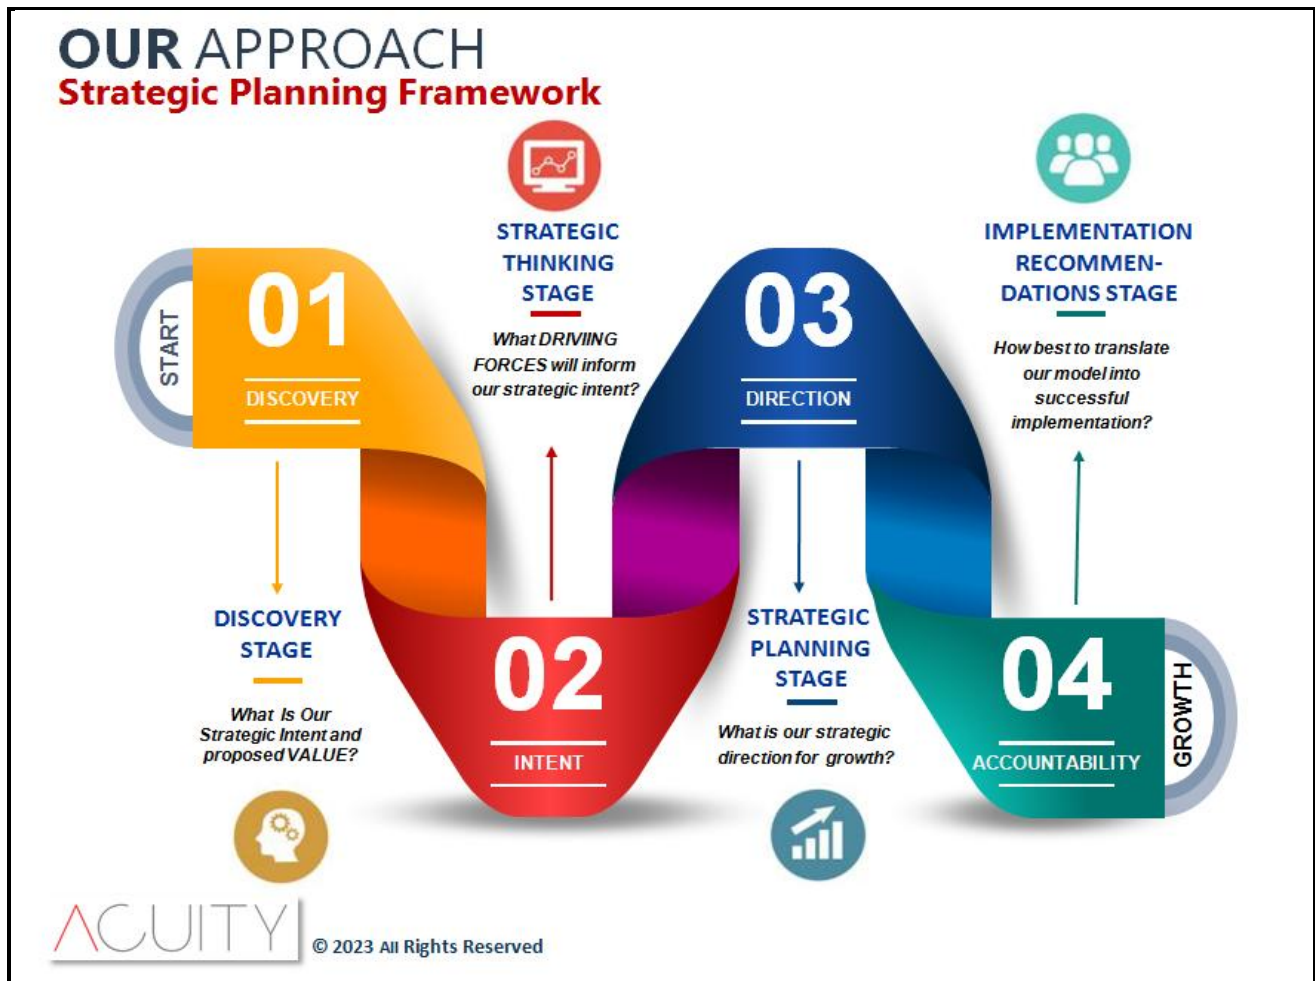 OUR APPROACH
Strategic Planning Framework
START
01
DISCOVERY
DISCOVERY
STAGE
What Is Our
Strategic Intent and
proposed VALUE?
STRATEGIC
THINKING
STAGE
What DRIVIING
FORCES will inform
our strategic intent?
02
INTENT
03
DIRECTION
STRATEGIC
PLANNING
STAGE
What is our strategic
direction for growth?
IMPLEMENTATION
RECOMMEN-
DATIONS STAGE
How best to translate
our model into
successful
implementation?
04
ACCOUNTABILITY
GROWTH
ACUITY
© 2023 All Rights Reserved